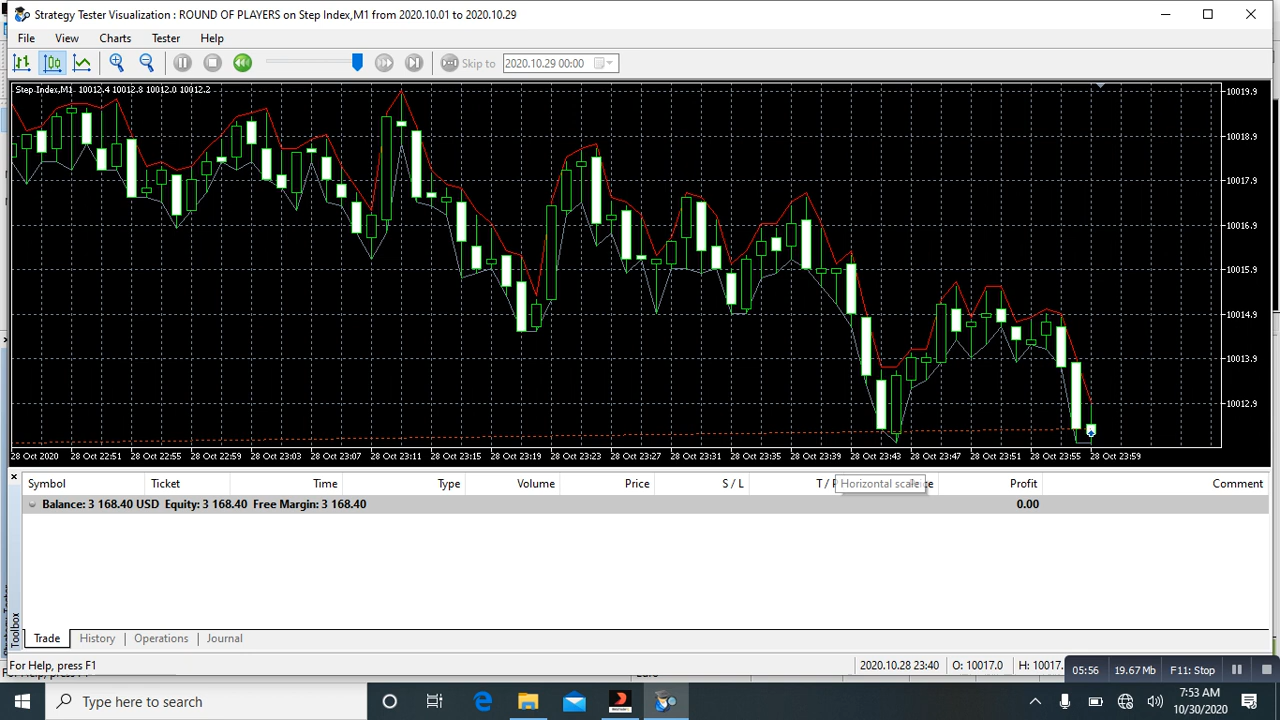 Strategy Tester Visualization : ROUND OF PLAYERS on Step Index,M1 from 2020.10.01 to 2020.10.29
File View Charts Tester Help
Skip to 2020.10.29 00:00
Step Index,M1 10012.4 10012.8 10012.0 10012.2
10019.9
10018.9
10017.9
10016.9
10015.9
10014.9
10013.9
10012.9
28 Oct 2020 28 Oct 22:51 28 Oct 22:55 28 Oct 22:59 28 Oct 23:03 28 Oct 23:07 28 Oct 23:11 28 Oct 23:15 28 Oct 23:19 28 Oct 23:23 28 Oct 23:27 28 Oct 23:31 28 Oct 23:35 28 Oct 23:39 28 Oct 23:43 28 Oct 23:47 28 Oct 23:51 28 Oct 23:55 28 Oct 23:59
Symbol Ticket Time Type Volume Price S / L T / P Horizontal scale Profit Comment
Balance: 3 168.40 USD Equity: 3 168.40 Free Margin: 3 168.40 0.00
Toolbox
Trade History Operations Journal
For Help, press F1 2020.10.28 23:40 O: 10017.0 H: 10017.
05:56 19.67 Mb F11: Stop
Type here to search
7:53 AM
10/30/2020